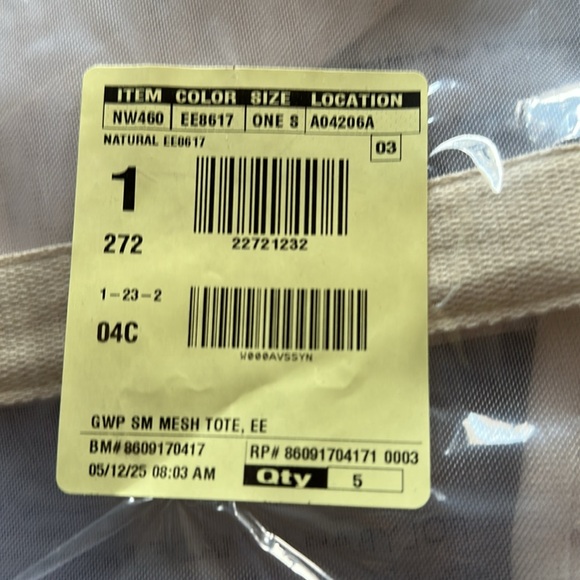 ITEM COLOR SIZE LOCATION
NW460 EE8617 ONE S A04206A
NATURAL EE8617 03
1
22721232
272
1-23-2
04C
W000AVSSYN
GWP SM MESH TOTE, EE
BM# 8609170417 RP# 86091704171 0003
05/12/25 08:03 AM Qty 5